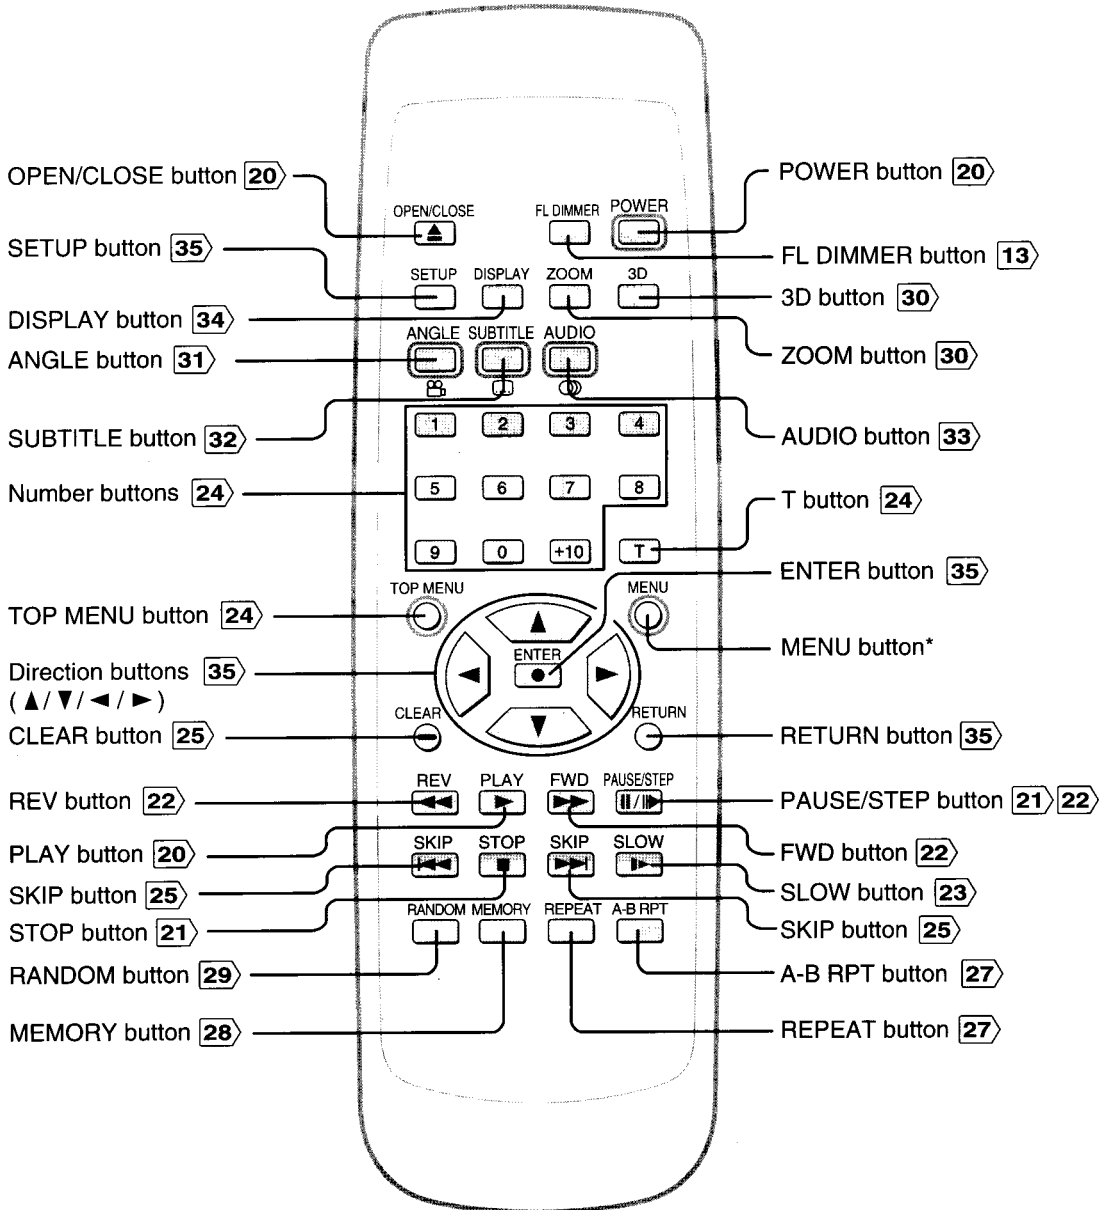 OPEN/CLOSE button 20
SETUP button 35
DISPLAY button 34
ANGLE button 31
SUBTITLE button 32
Number buttons 24
TOP MENU button 24
Direction buttons 35
( ▲/▼/◄/► )
CLEAR button 25
REV button 22
PLAY button 20
SKIP button 25
STOP button 21
RANDOM button 29
MEMORY button 28
OPEN/CLOSE FL DIMMER POWER
SETUP DISPLAY ZOOM 3D
ANGLE SUBTITLE AUDIO
1 2 3 4
5 6 7 8
9 0 +10 T
TOP MENU MENU
ENTER
CLEAR RETURN
REV PLAY FWD PAUSE/STEP
SKIP STOP SKIP SLOW
RANDOM MEMORY REPEAT A-B RPT
POWER button 20
FL DIMMER button 13
3D button 30
ZOOM button 30
AUDIO button 33
T button 24
ENTER button 35
MENU button*
RETURN button 35
PAUSE/STEP button 21 22
FWD button 22
SLOW button 23
SKIP button 25
A-B RPT button 27
REPEAT button 27